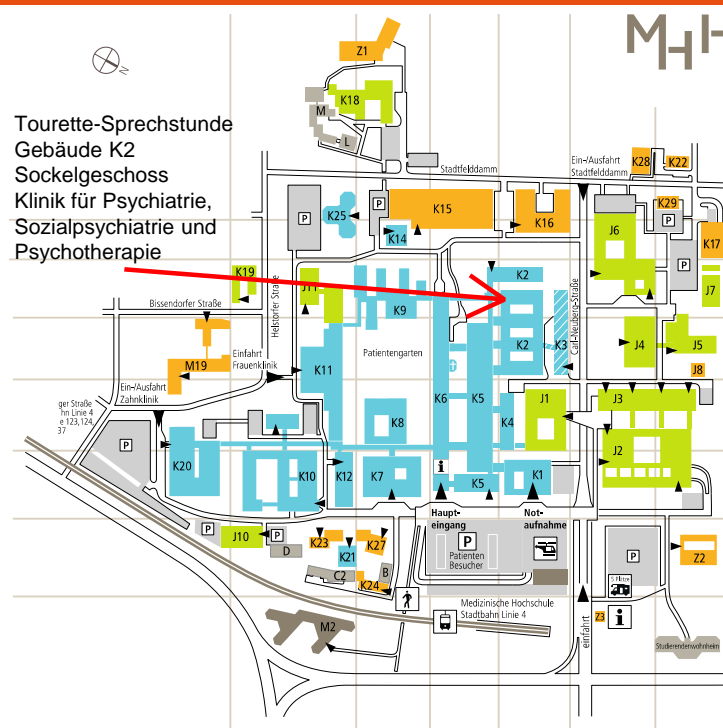 MHH
Z1
K18
M
L
N
Tourette-Sprechstunde
Gebäude K2
Sockelgeschoss
Klinik für Psychiatrie,
Sozialpsychiatrie und
Psychotherapie
Stadtfelddamm
Ein-/Ausfahrt
Stadtfelddamm
K28
K22
K29
K17
P
K25
P
K14
K15
K16
J6
P
J7
K19
J11
Helstorfer Straße
Bissendorfer Straße
K9
K2
K2
K3
Carl-Neuberg-Straße
J4
J5
J8
M19
Einfahrt
Frauenklinik
K11
Patientengarten
K6
K5
K4
J1
J3
J2
Ein-/Ausfahrt
Zahnklinik
ger Straße
hn Linie 4
e 123,124,
37
P
K20
K10
K12
K8
K7
i
K5
K1
Haupt-
eingang
Not-
aufnahme
P
Patienten
Besucher
P
J10
P
D
K23
K21
K27
C2
K24
B
P
5 Plätze
Z2
Z3
i
einfahrt
Medizinische Hochschule
Stadtbahn Linie 4
M2
Studierendenwohnheim